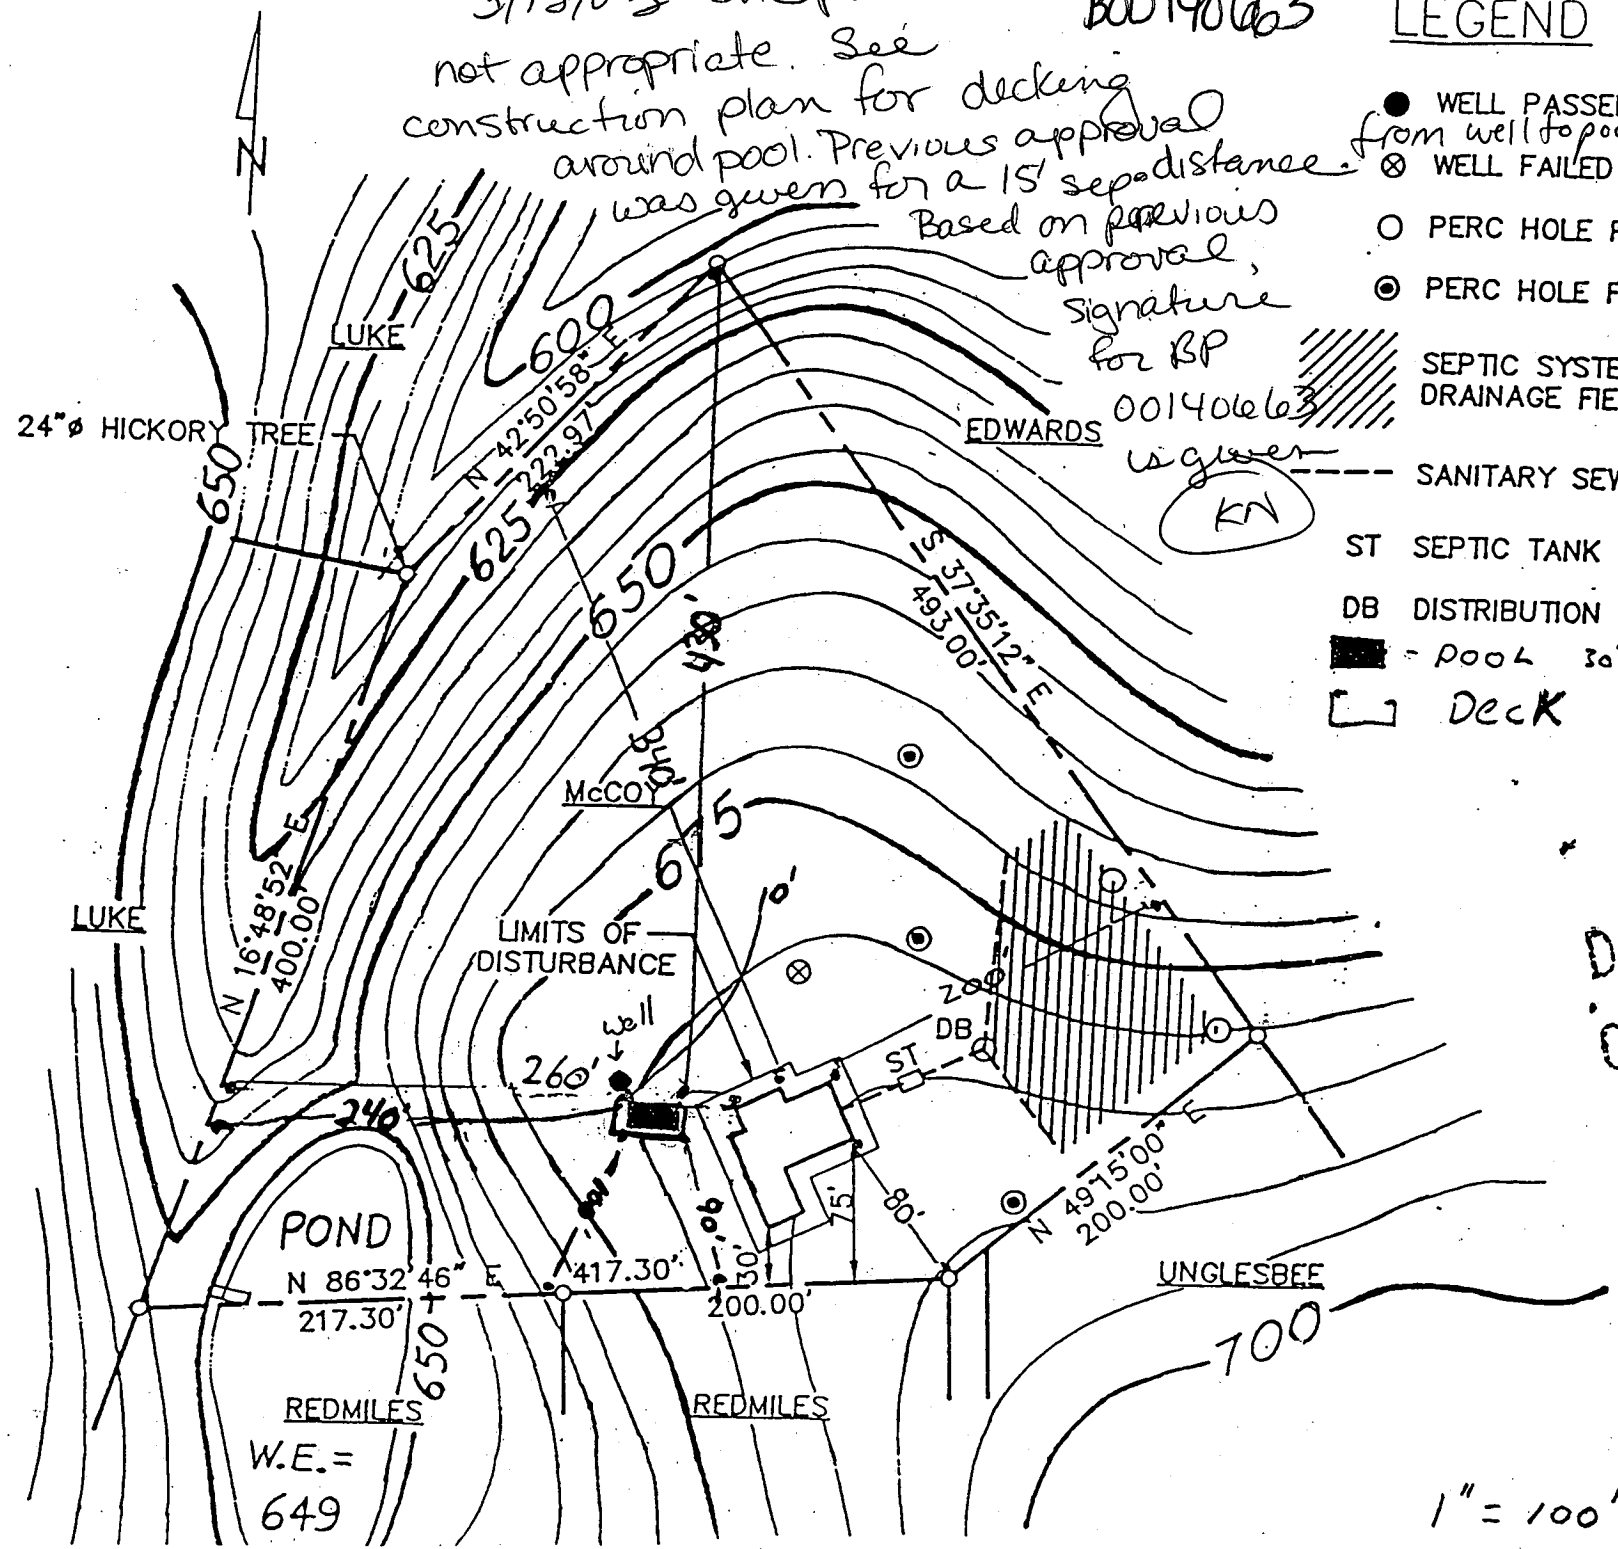 not appropriate. See
construction plan for decking
around pool. Previous approval
was given for a 15' sep. distance.
from well to poo
Based on previous
approval,
signature
for BP
001406663
is given
KN
B00140663
LEGEND
WELL PASSE
WELL FAILED
PERC HOLE P
PERC HOLE F
SEPTIC SYSTE
DRAINAGE FIE
SANITARY SEW
ST SEPTIC TANK
DB DISTRIBUTION
- POOL 30'
DecK
N
625
LUKE
600
N 42°50'58" E
222.97'
24"ø HICKORY TREE
650
EDWARDS
625
650
430'
S 37°35'12" E
493.00'
340'
McCOY
675
LUKE
N 16°48'52" E
400.00'
LIMITS OF
DISTURBANCE
10'
200'
DB
ST
well
260'
240'
90'
30'
75'
80'
N 49°15'00" E
200.00'
POND
N 86°32'46" E
417.30'
217.30'
200.00'
650
UNGLESBEE
700
REDMILES
REDMILES
W.E.=
649
1" = 100'